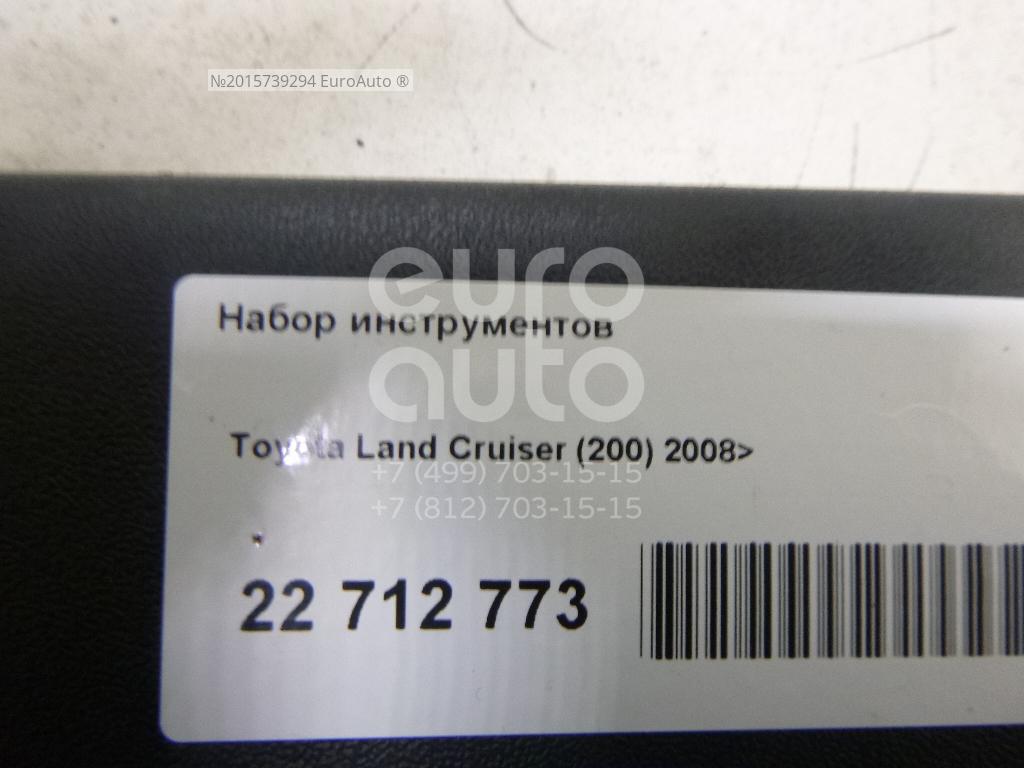 №2015739294 EuroAuto ®
euro
auto
Набор инструментов
Toyota Land Cruiser (200) 2008>
+7 (499) 703-15-15
+7 (812) 703-15-15
22 712 773